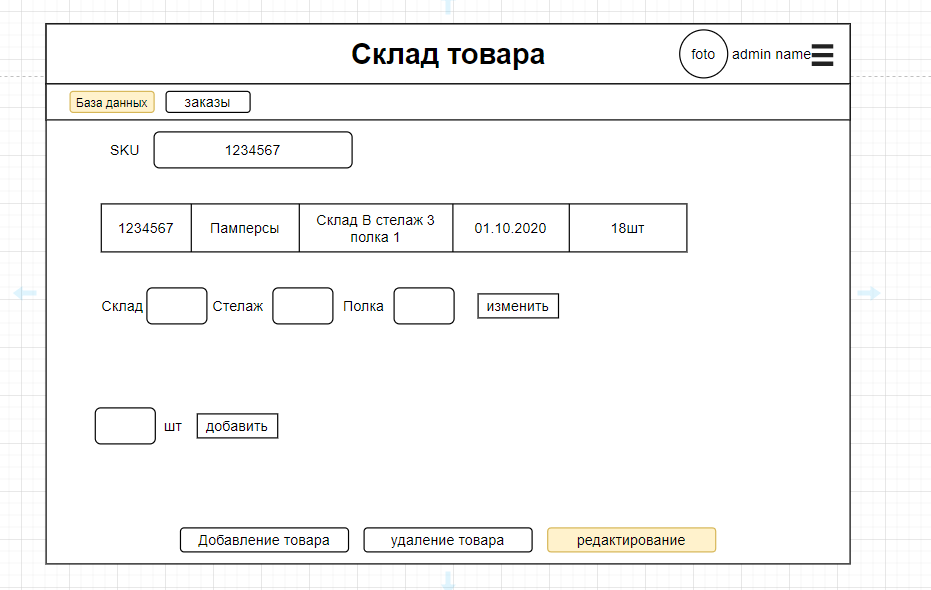 Склад товара
foto
admin name
База данных
заказы
SKU
1234567
1234567
Памперсы
Склад В стелаж 3
полка 1
01.10.2020
18шт
Склад
Стелаж
Полка
изменить
шт
добавить
Добавление товара
удаление товара
редактирование